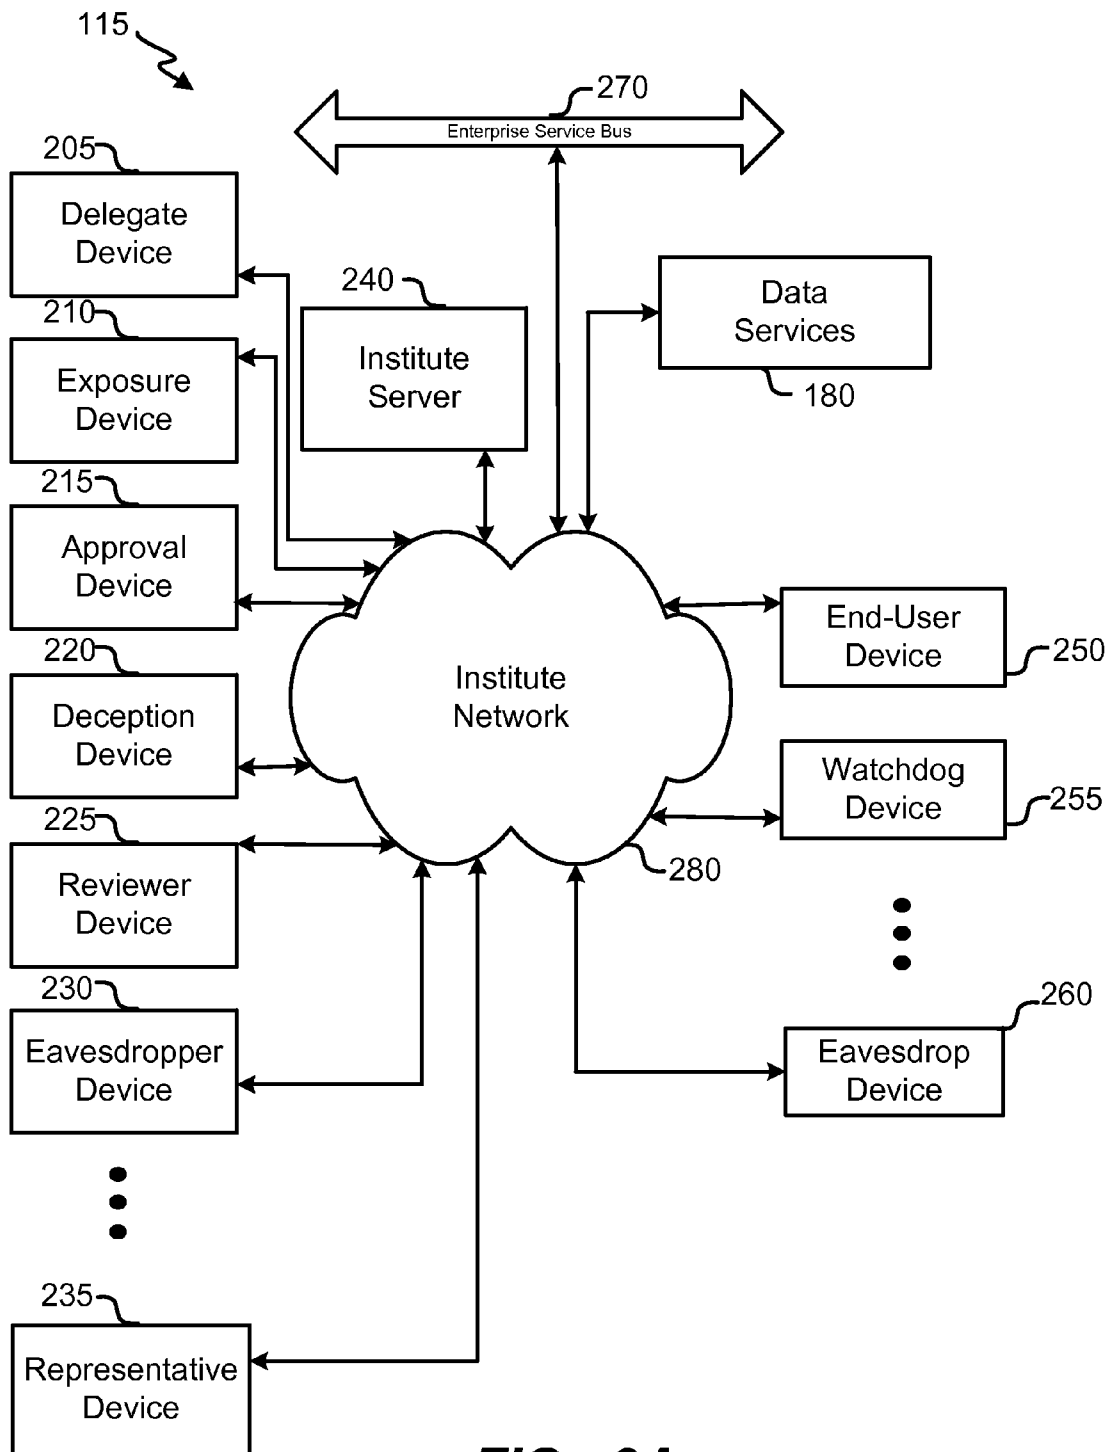 115
270
Enterprise Service Bus
205
Delegate
Device
240
Institute
Server
Data
Services
180
210
Exposure
Device
215
Approval
Device
220
Deception
Device
225
Reviewer
Device
230
Eavesdropper
Device
235
Representative
Device
Institute
Network
280
End-User
Device
250
Watchdog
Device
255
260
Eavesdrop
Device